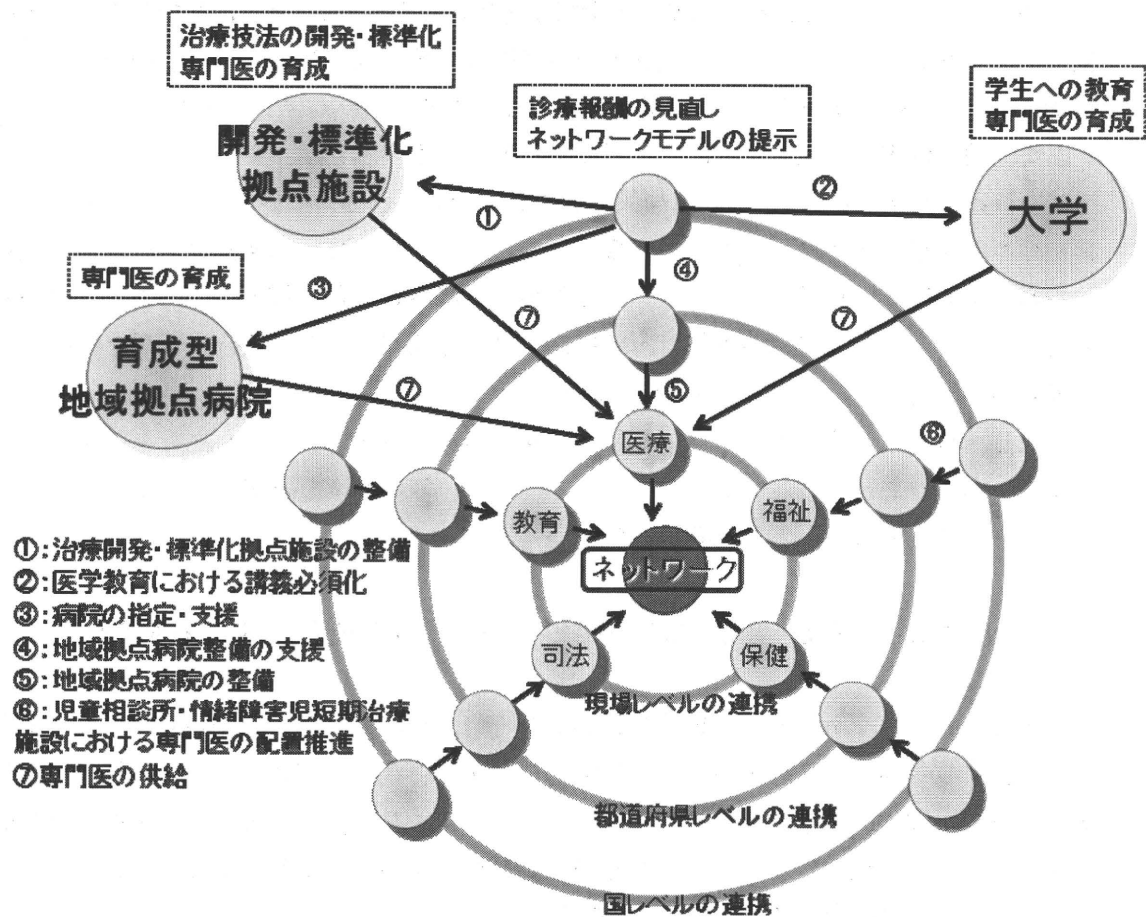 治療技法の開発・標準化
専門医の育成
開発・標準化
拠点施設
診療報酬の見直し
ネットワークモデルの提示
学生への教育
専門医の育成
大学
①
②
③
④
専門医の育成
育成型
地域拠点病院
⑦
⑦
⑦
⑤
⑥
医療
教育
福祉
ネットワーク
司法
保健
現場レベルの連携
都道府県レベルの連携
国レベルの連携
①:治療開発・標準化拠点施設の整備
②:医学教育における講義必須化
③:病院の指定・支援
④:地域拠点病院整備の支援
⑤:地域拠点病院の整備
⑥:児童相談所・情緒障害児短期治療
施設における専門医の配置推進
⑦専門医の供給